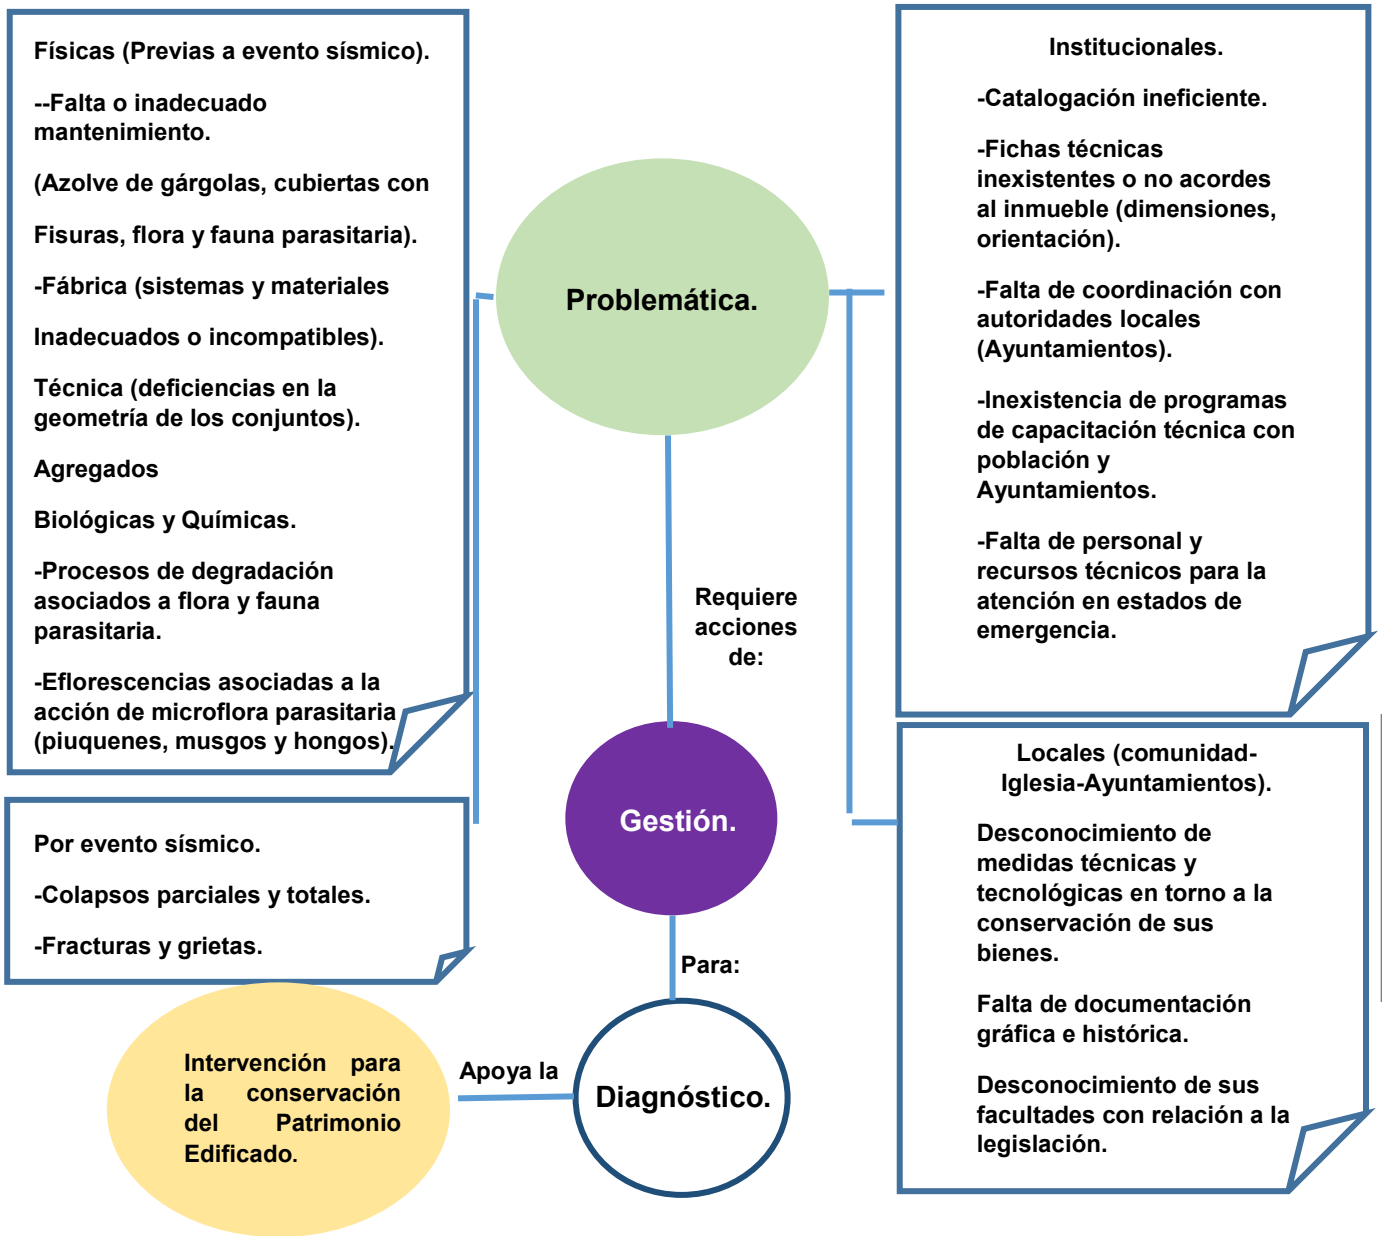 Físicas (Previas a evento sísmico).
--Falta o inadecuado
mantenimiento.
(Azolve de gárgolas, cubiertas con
Fisuras, flora y fauna parasitaria).
-Fábrica (sistemas y materiales
Inadecuados o incompatibles).
Técnica (deficiencias en la
geometría de los conjuntos).
Agregados
Biológicas y Químicas.
-Procesos de degradación
asociados a flora y fauna
parasitaria.
-Eflorescencias asociadas a la
acción de microflora parasitaria
(piuquenes, musgos y hongos).
Por evento sísmico.
-Colapsos parciales y totales.
-Fracturas y grietas.
Problemática.
Requiere
acciones
de:
Gestión.
Para:
Diagnóstico.
Apoya la
Intervención para
la conservación
del Patrimonio
Edificado.
Institucionales.
-Catalogación ineficiente.
-Fichas técnicas
inexistentes o no acordes
al inmueble (dimensiones,
orientación).
-Falta de coordinación con
autoridades locales
(Ayuntamientos).
-Inexistencia de programas
de capacitación técnica con
población y
Ayuntamientos.
-Falta de personal y
recursos técnicos para la
atención en estados de
emergencia.
Locales (comunidad-
Iglesia-Ayuntamientos).
Desconocimiento de
medidas técnicas y
tecnológicas en torno a la
conservación de sus
bienes.
Falta de documentación
gráfica e histórica.
Desconocimiento de sus
facultades con relación a la
legislación.